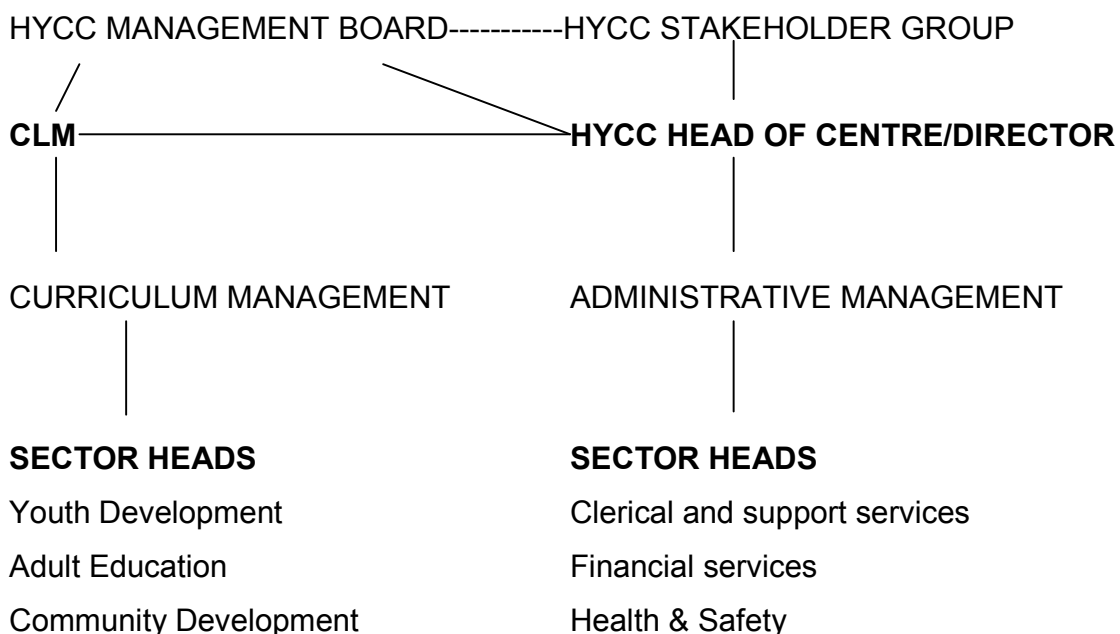 HYCC MANAGEMENT BOARD-----------HYCC STAKEHOLDER GROUP
CLM HYCC HEAD OF CENTRE/DIRECTOR
CURRICULUM MANAGEMENT ADMINISTRATIVE MANAGEMENT
SECTOR HEADS SECTOR HEADS
Youth Development Clerical and support services
Adult Education Financial services
Community Development Health & Safety